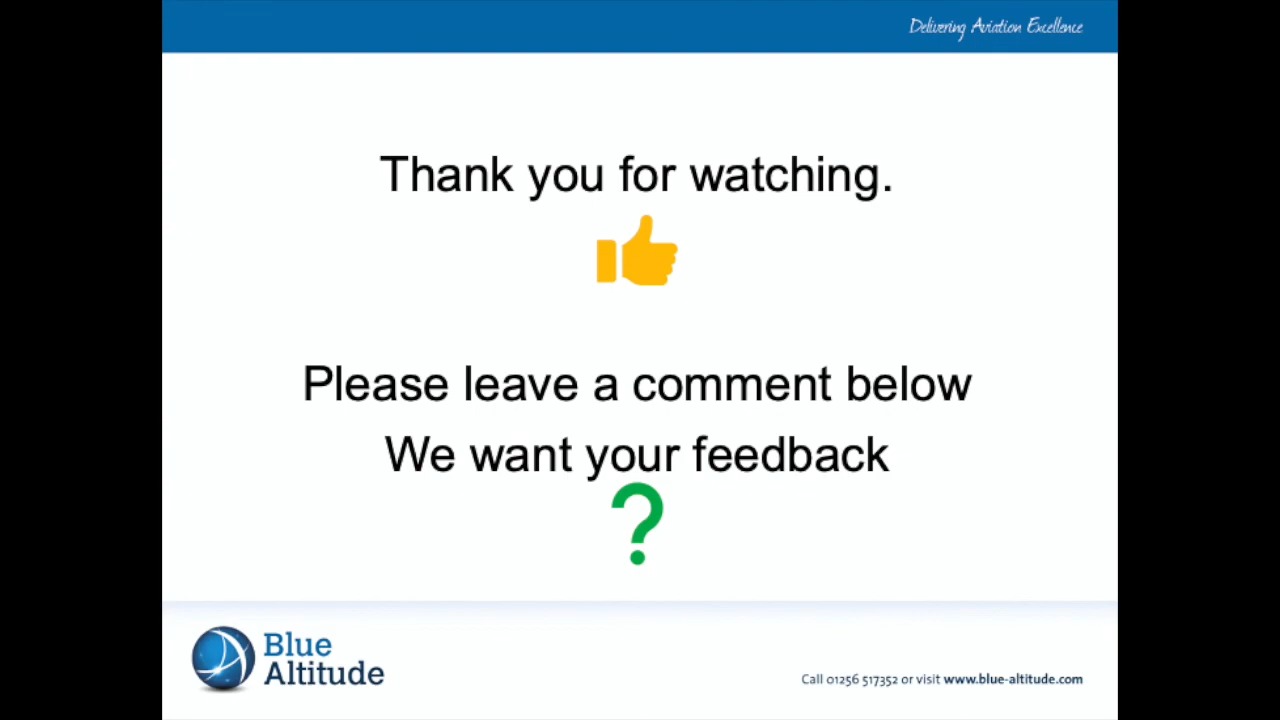 Delivering Aviation Excellence
Thank you for watching.
Please leave a comment below
We want your feedback
?
Blue
Altitude
Call 01256 517352 or visit www.blue-altitude.com